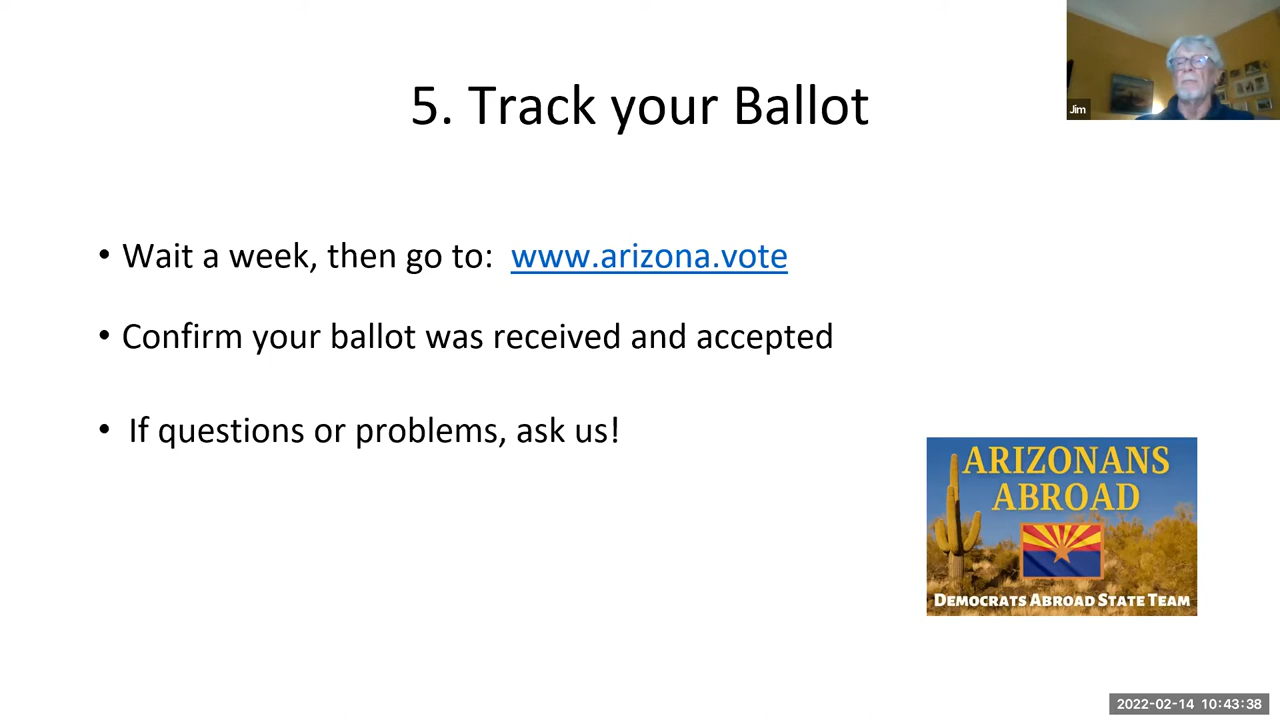 5. Track your Ballot
Jim
• Wait a week, then go to: www.arizona.vote
• Confirm your ballot was received and accepted
• If questions or problems, ask us!
ARIZONANS
ABROAD
DEMOCRATS ABROAD STATE TEAM
2022-02-14 10:43:38